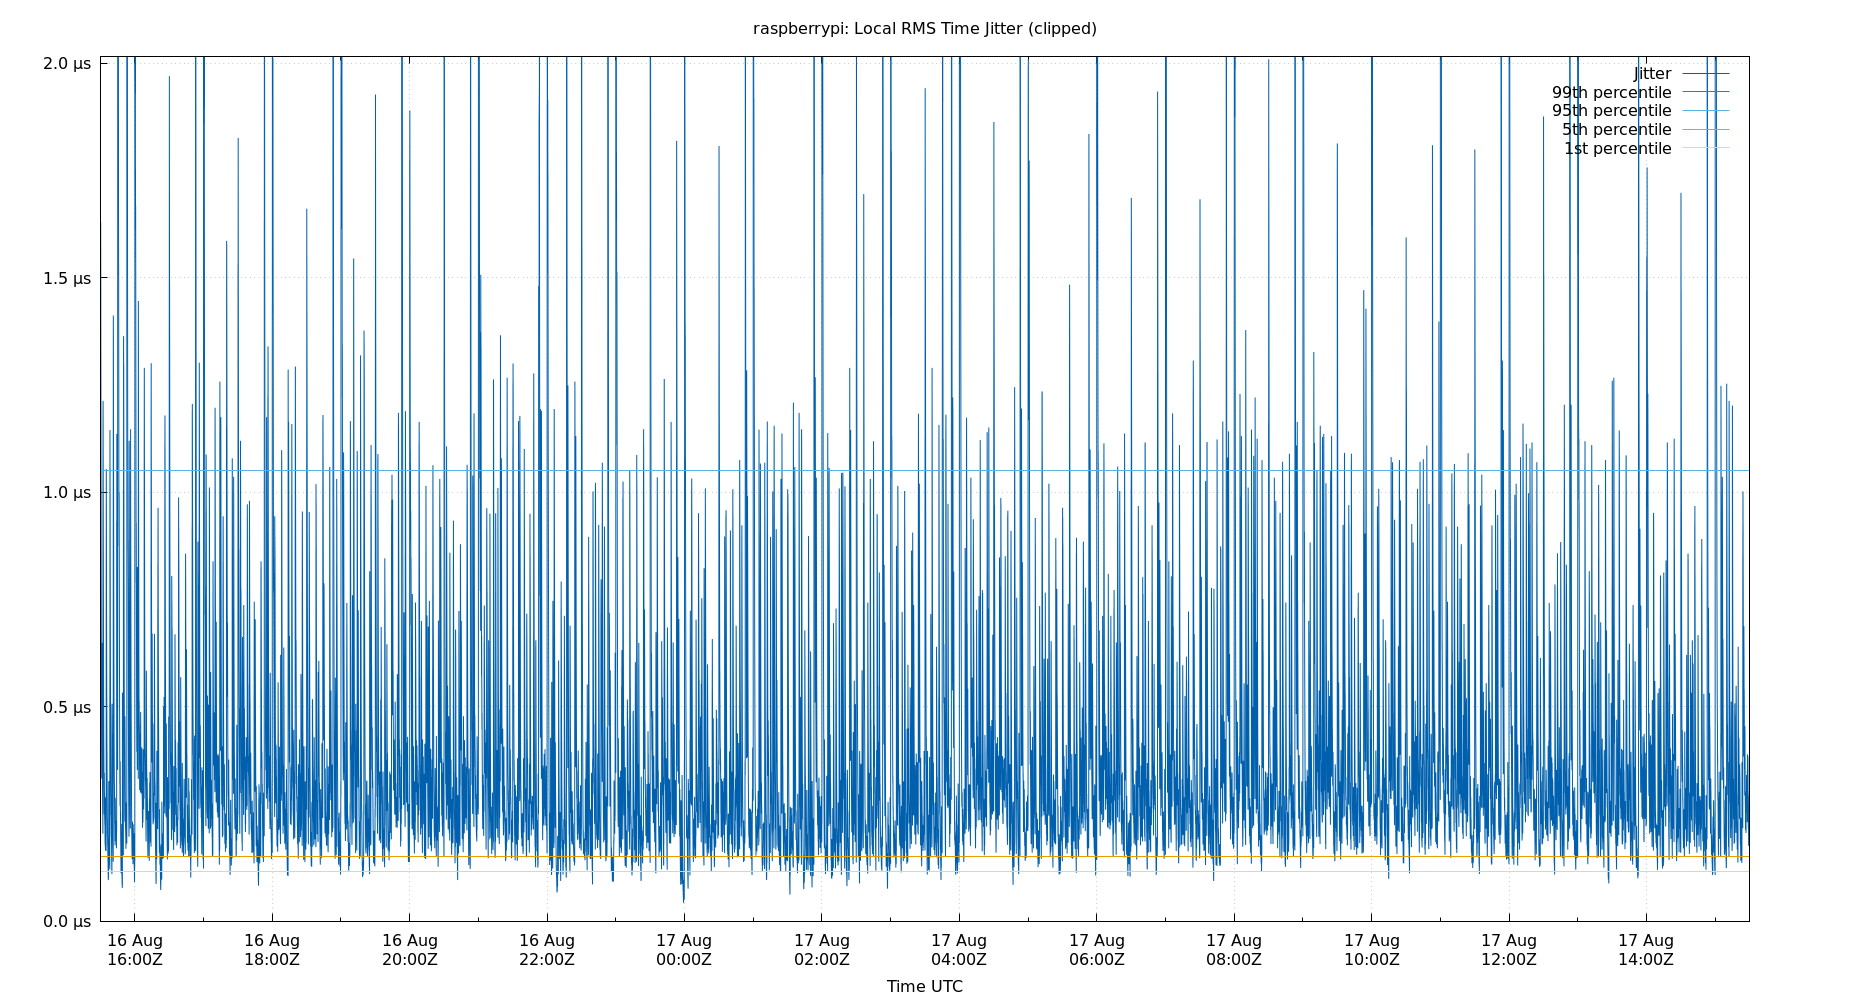 raspberrypi: Local RMS Time Jitter (clipped)
2.0 µs
1.5 µs
1.0 µs
0.5 µs
0.0 µs
Jitter
99th percentile
95th percentile
5th percentile
1st percentile
16 Aug 16 Aug 16 Aug 16 Aug 17 Aug 17 Aug 17 Aug 17 Aug 17 Aug 17 Aug 17 Aug 17 Aug
16:00Z 18:00Z 20:00Z 22:00Z 00:00Z 02:00Z 04:00Z 06:00Z 08:00Z 10:00Z 12:00Z 14:00Z
Time UTC